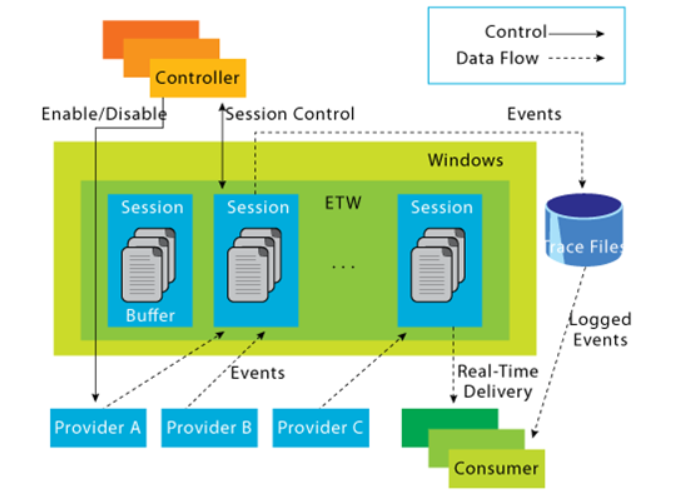 Control
Data Flow
Controller
Enable/Disable
Session Control
Events
Windows
ETW
Session
Session
Session
Buffer
...
Trace Files
Logged
Events
Events
Real-Time
Delivery
Provider A
Provider B
Provider C
Consumer